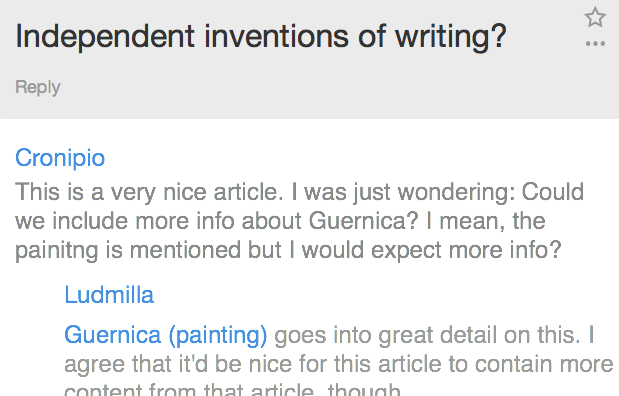 Independent inventions of writing?
Reply
Cronipio
This is a very nice article. I was just wondering: Could
we include more info about Guernica? I mean, the
painitng is mentioned but I would expect more info?
Ludmilla
Guernica (painting) goes into great detail on this. I
agree that it'd be nice for this article to contain more
content from that article, though